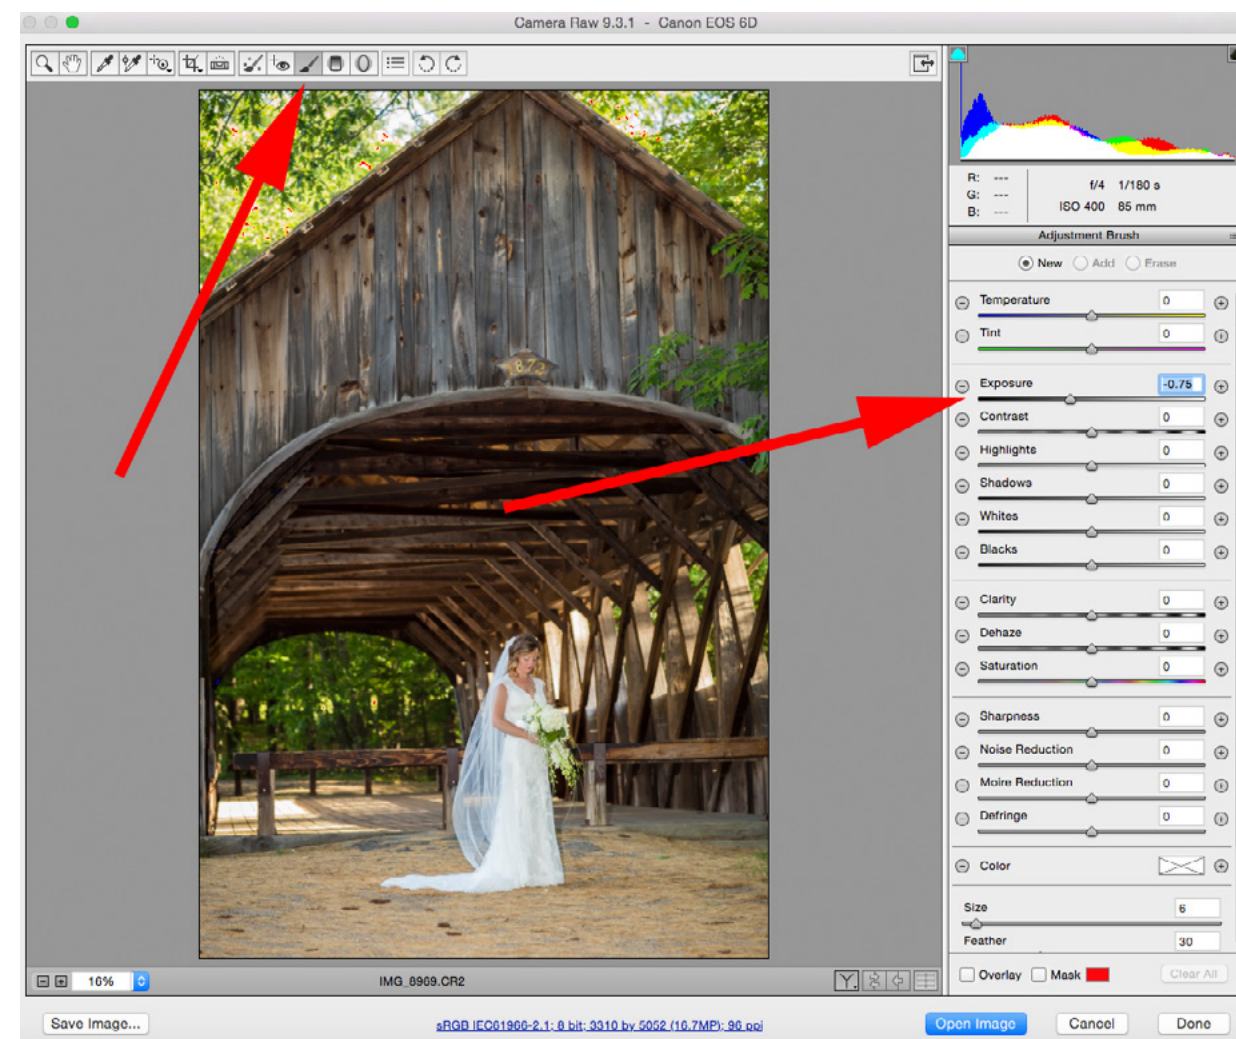 Camera Raw 9.3.1 - Canon EOS 6D
R: ---
G: ---
B: ---
f/4 1/180 s
ISO 400 85 mm
Adjustment Brush
New Add Erase
Temperature 0
Tint 0
Exposure -0.75
Contrast 0
Highlights 0
Shadows 0
Whites 0
Blacks 0
Clarity 0
Dehaze 0
Saturation 0
Sharpness 0
Noise Reduction 0
Moire Reduction 0
Defringe 0
Color
Size 6
Feather 30
Overlay Mask Clear All
1872
16% IMG_8969.CR2 Y
Save Image... sRGB IEC61966-2.1; 8 bit; 3310 by 5052 (16.7MP); 96 ppi Open Image Cancel Done